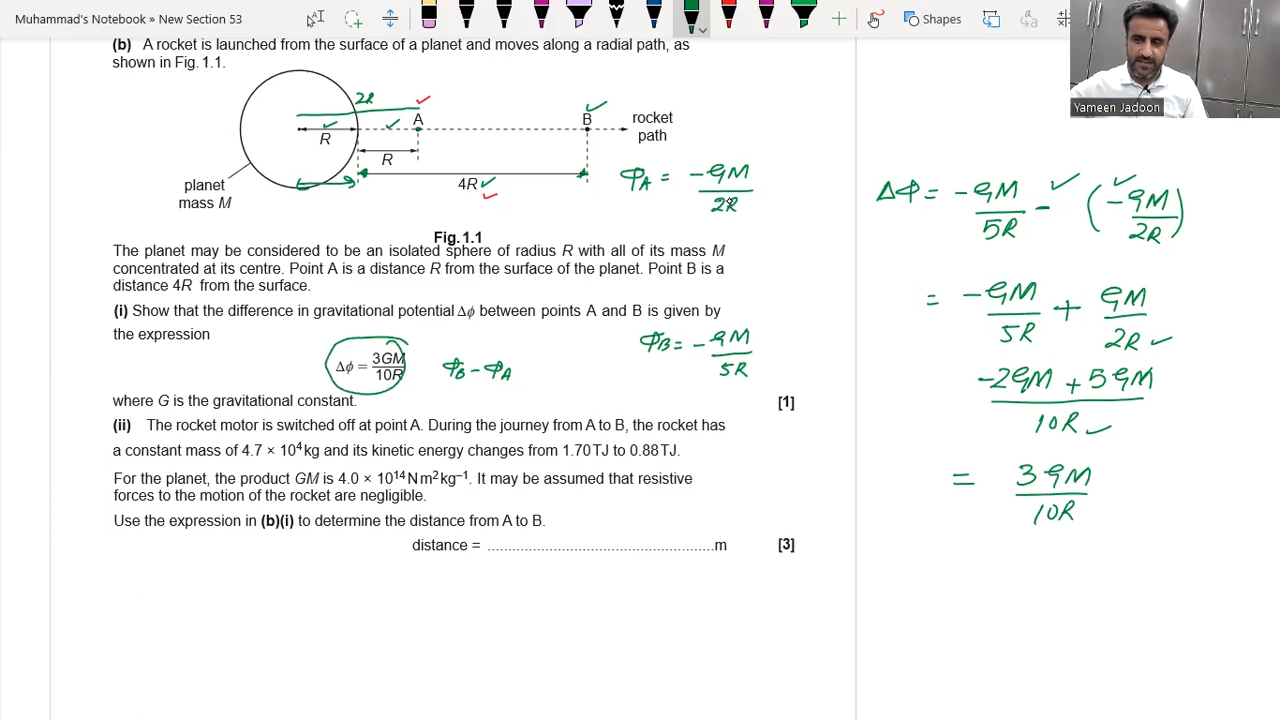 Muhammad's Notebook » New Section 53
Shapes
Yameen Jadoon
(b) A rocket is launched from the surface of a planet and moves along a radial path, as
shown in Fig.1.1.
2R
A
B
rocket
path
R
R
4R
planet
mass M
ΦA = -GM/2R
Fig.1.1
The planet may be considered to be an isolated sphere of radius R with all of its mass M
concentrated at its centre. Point A is a distance R from the surface of the planet. Point B is a
distance 4R from the surface.
(i) Show that the difference in gravitational potential Δϕ between points A and B is given by
the expression
Δϕ = 3GM/10R
ΦB - ΦA
ΦB = -GM/5R
where G is the gravitational constant. [1]
(ii) The rocket motor is switched off at point A. During the journey from A to B, the rocket has
a constant mass of 4.7 × 10⁴kg and its kinetic energy changes from 1.70TJ to 0.88TJ.
For the planet, the product GM is 4.0 × 10¹⁴Nm²kg⁻¹. It may be assumed that resistive
forces to the motion of the rocket are negligible.
Use the expression in (b)(i) to determine the distance from A to B.
distance = ......................................................m [3]
ΔΦ = -GM/5R - (-GM/2R)
= -GM/5R + GM/2R
-2GM + 5GM/10R
= 3GM/10R